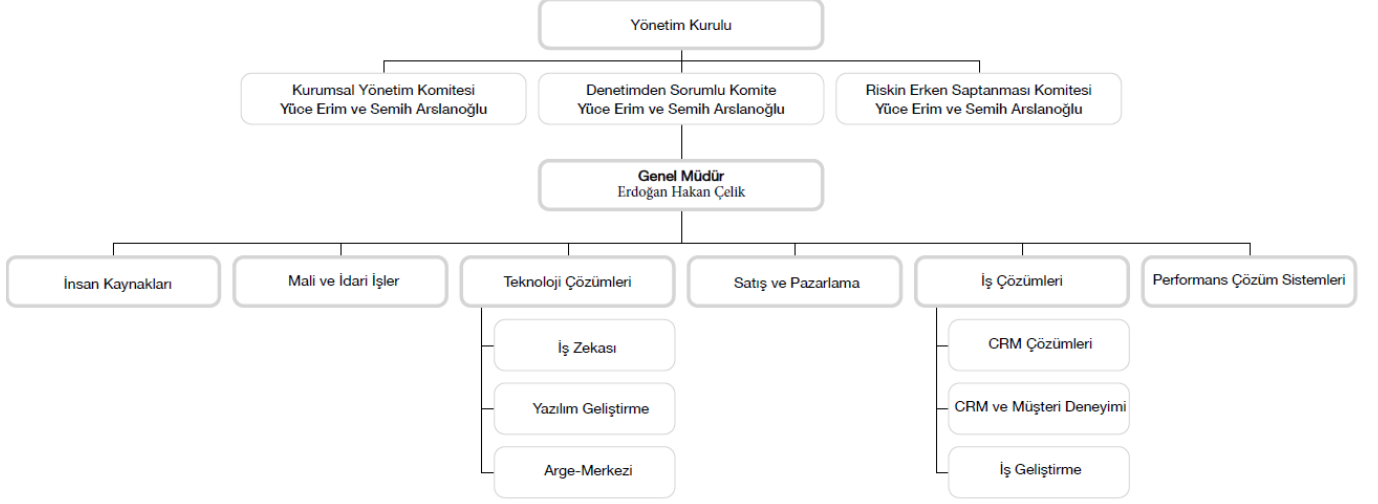 Yönetim Kurulu
Kurumsal Yönetim Komitesi
Yüce Erim ve Semih Arslanoğlu
Denetimden Sorumlu Komite
Yüce Erim ve Semih Arslanoğlu
Riskin Erken Saptanması Komitesi
Yüce Erim ve Semih Arslanoğlu
Genel Müdür
Erdoğan Hakan Çelik
İnsan Kaynakları
Mali ve İdari İşler
Teknoloji Çözümleri
Satış ve Pazarlama
İş Çözümleri
Performans Çözüm Sistemleri
İş Zekası
Yazılım Geliştirme
Arge-Merkezi
CRM Çözümleri
CRM ve Müşteri Deneyimi
İş Geliştirme